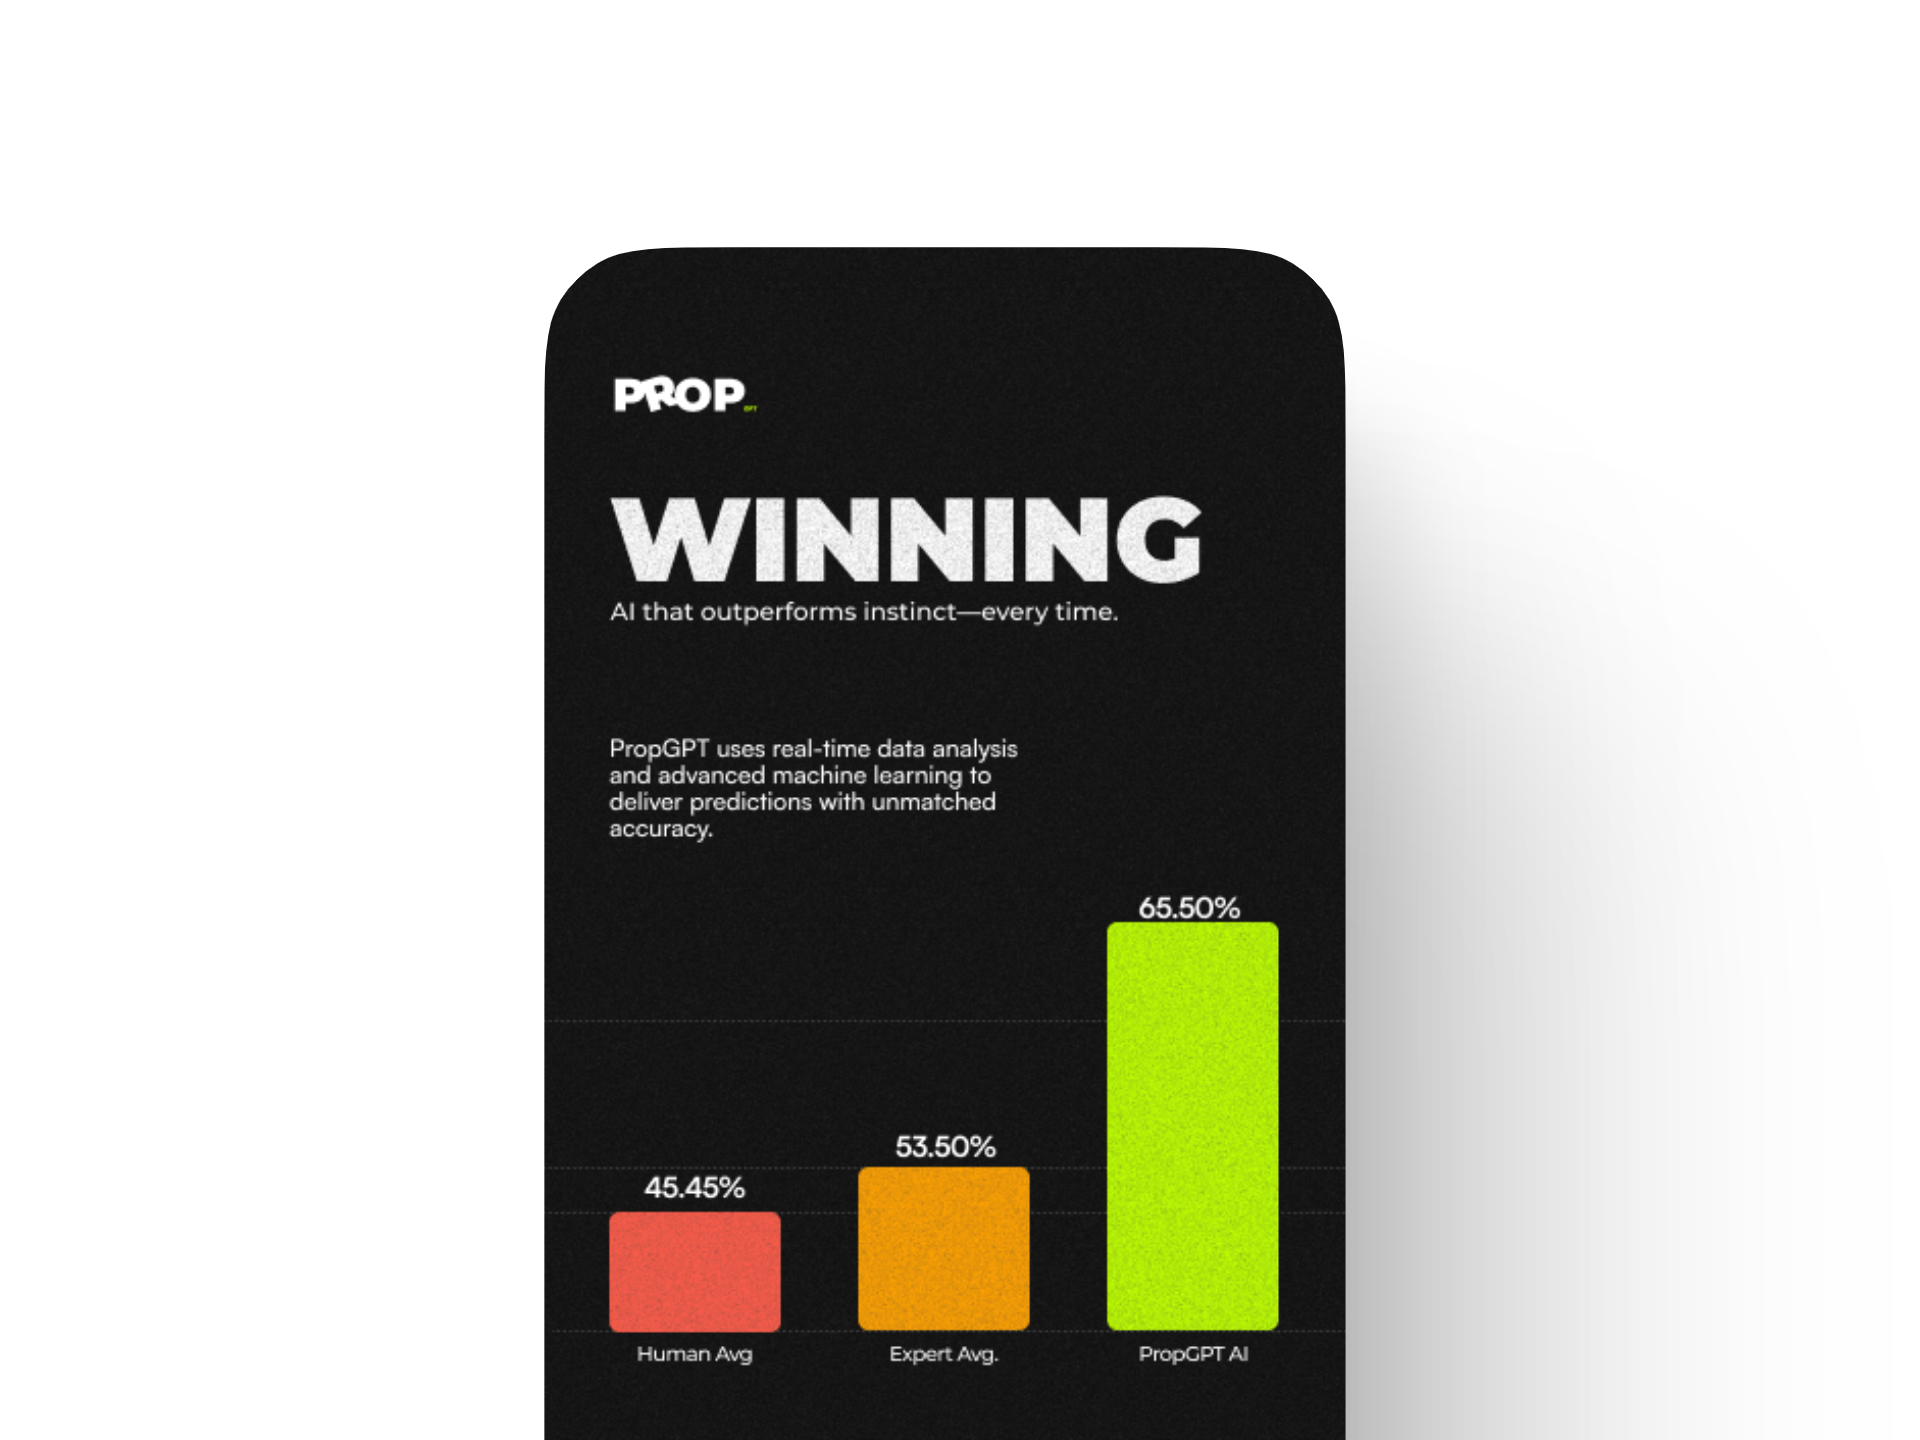 PROP
GPT
WINNING
AI that outperforms instinct—every time.
PropGPT uses real-time data analysis
and advanced machine learning to
deliver predictions with unmatched
accuracy.
65.50%
53.50%
45.45%
Human Avg
Expert Avg.
PropGPT AI